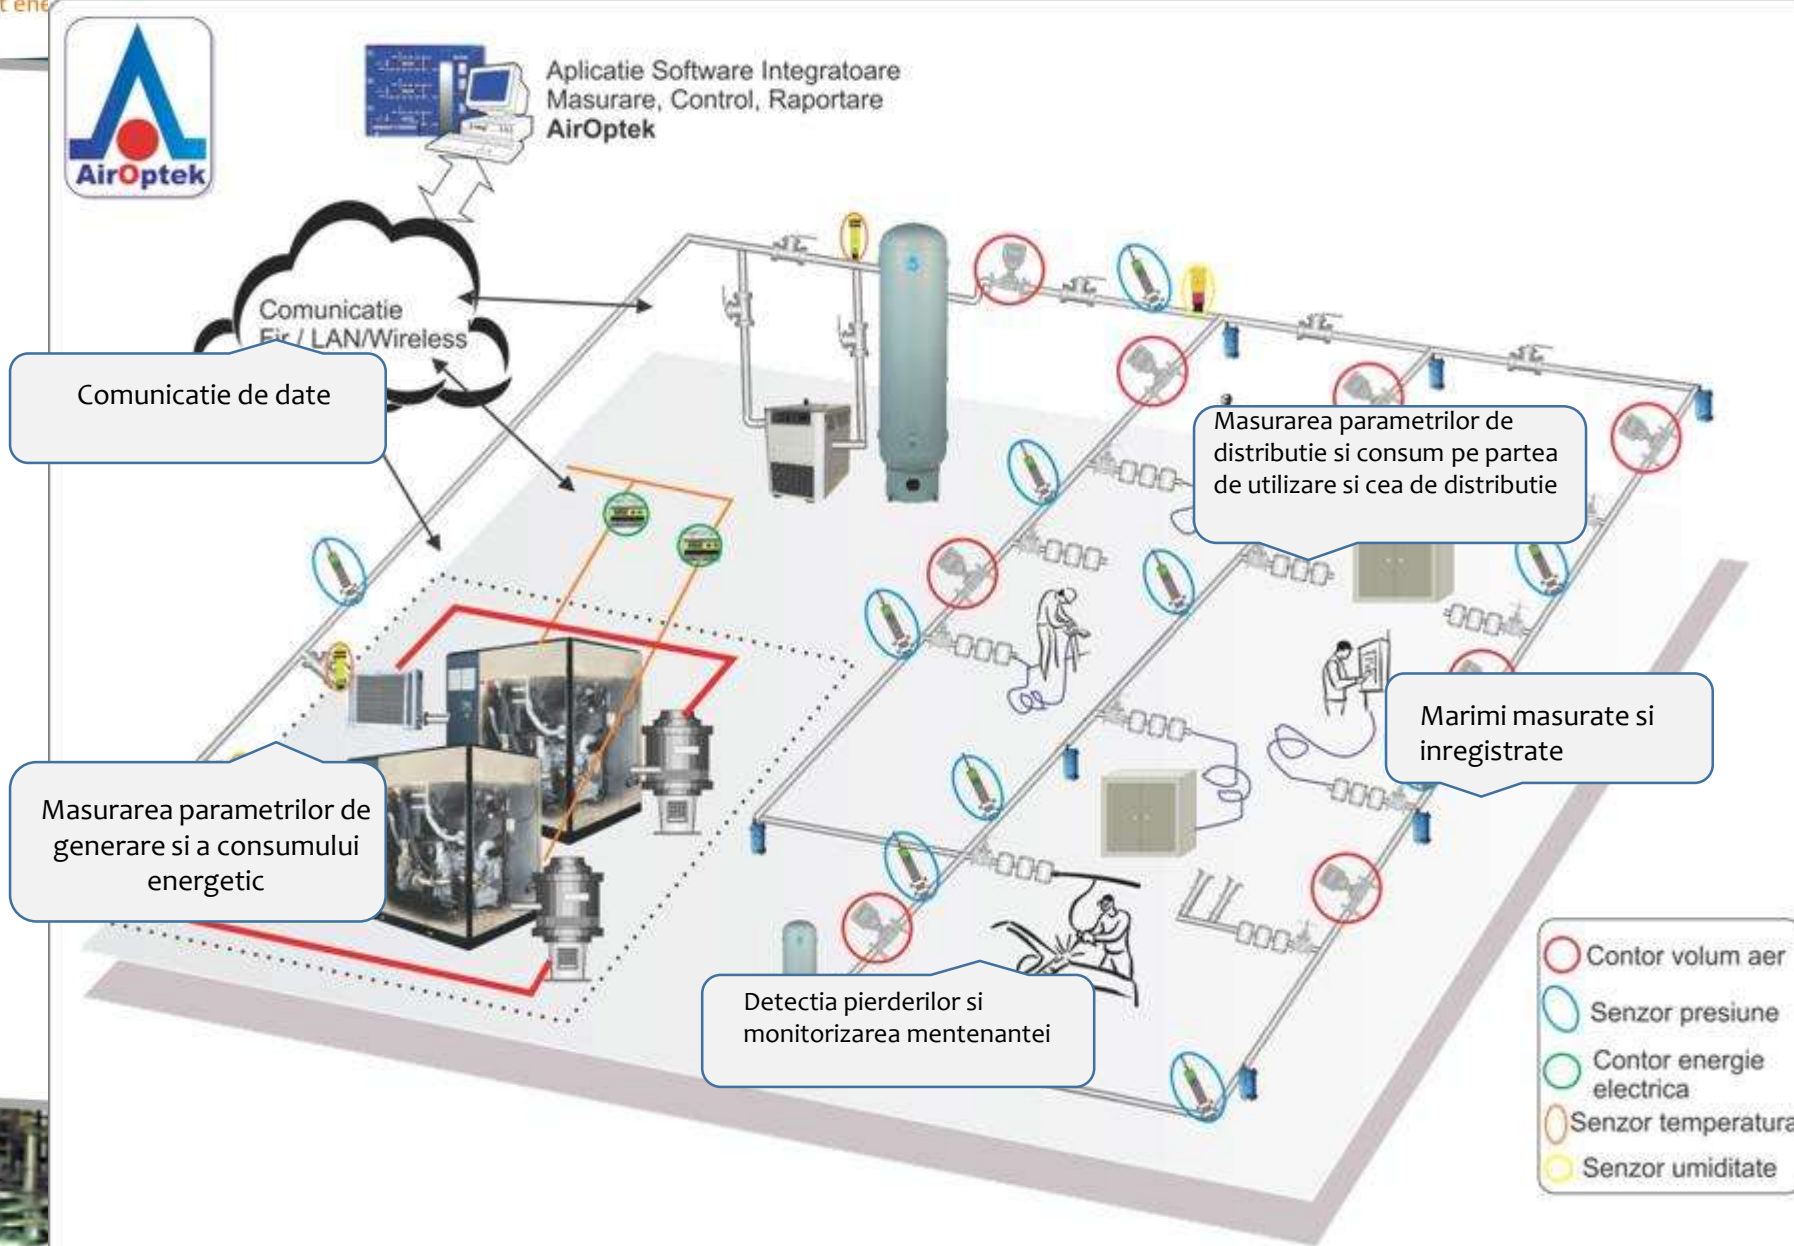 AirOptek
Aplicatie Software Integratoare
Masurare, Control, Raportare
AirOptek
Comunicatie
Fir / LAN/Wireless
Comunicatie de date
Masurarea parametrilor de
distributie si consum pe partea
de utilizare si cea de distributie
Marimi masurate si
inregistrate
Masurarea parametrilor de
generare si a consumului
energetic
Detectia pierderilor si
monitorizarea mentenantei
Contor volum aer
Senzor presiune
Contor energie
electrica
Senzor temperatura
Senzor umiditate